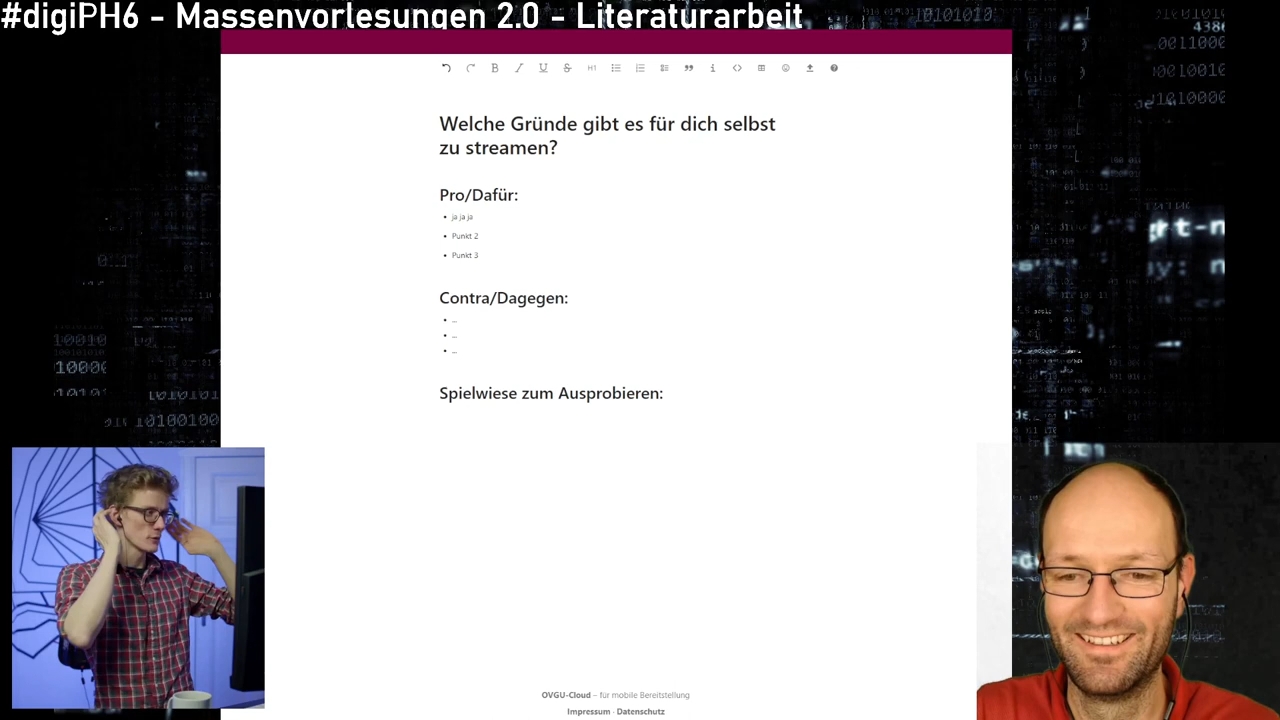 #digiPH6 - Massenvorlesungen 2.0 - Literaturarbeit
B
H1
Welche Gründe gibt es für dich selbst
zu streamen?
Pro/Dafür:
• ja ja ja
• Punkt 2
• Punkt 3
Contra/Dagegen:
• ...
• ...
• ...
Spielwiese zum Ausprobieren:
OVGU-Cloud – für mobile Bereitstellung
Impressum · Datenschutz